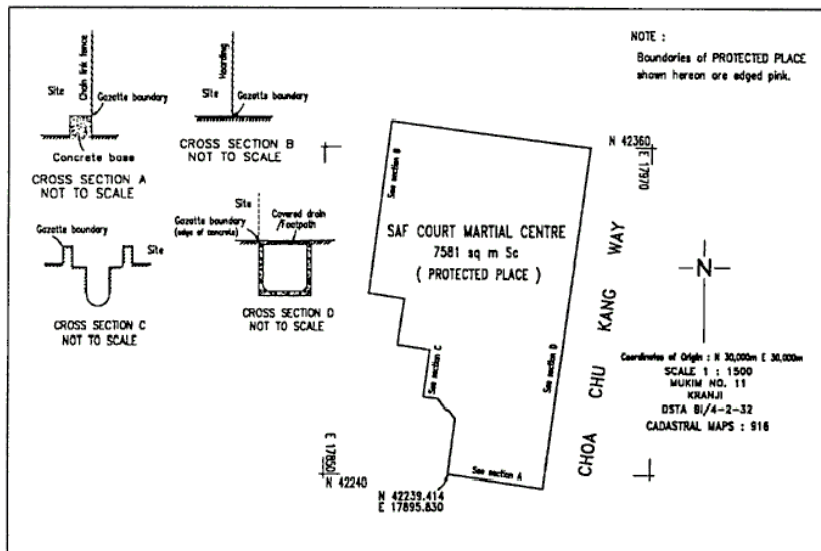 NOTE :
Boundaries of PROTECTED PLACE
shown hereon are edged pink.
Site
Chain link fence
Gazette boundary
Concrete base
CROSS SECTION A
NOT TO SCALE
Site
Hoarding
Gazette boundary
CROSS SECTION B
NOT TO SCALE
Gazette boundary
Site
CROSS SECTION C
NOT TO SCALE
Site
Gazette boundary
(edge of concrete)
Covered drain
/Footpath
CROSS SECTION D
NOT TO SCALE
N 42360
E 17970
See section B
SAF COURT MARTIAL CENTRE
7581 sq m Sc
( PROTECTED PLACE )
See section C
See section D
See section A
CHOA CHU KANG WAY
E 17850
N 42240
N 42239.414
E 17895.830
N
Coordinates of Origin : N 30,000m E 30,000m
SCALE 1 : 1500
MUKIM NO. 11
KRANJI
DSTA BI/4-2-32
CADASTRAL MAPS : 916